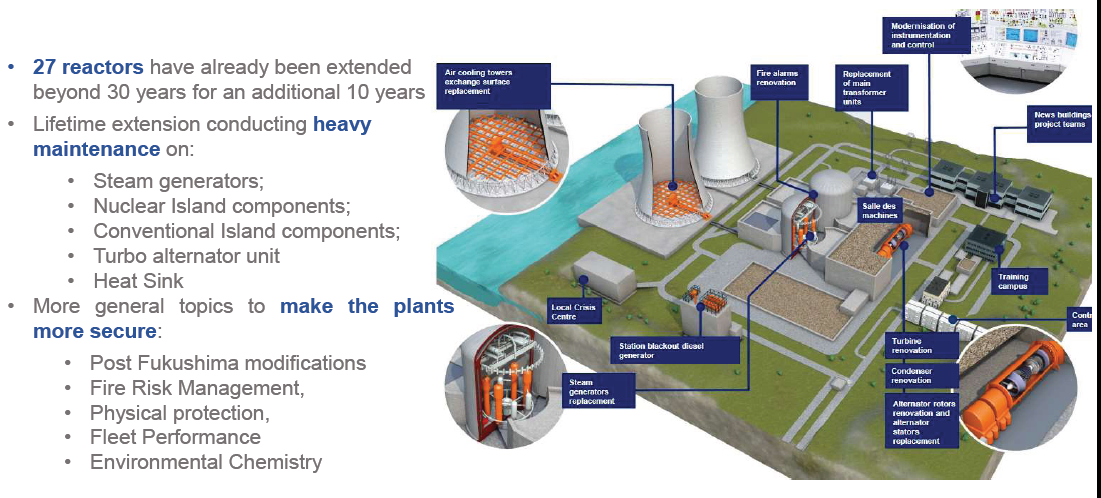 • 27 reactors have already been extended
beyond 30 years for an additional 10 years
• Lifetime extension conducting heavy
maintenance on:
• Steam generators;
• Nuclear Island components;
• Conventional Island components;
• Turbo alternator unit
• Heat Sink
• More general topics to make the plants
more secure:
• Post Fukushima modifications
• Fire Risk Management,
• Physical protection,
• Fleet Performance
• Environmental Chemistry
Modernisation of
instrumentation
and control
Air cooling towers
exchange surface
replacement
Fire alarms
renovation
Replacement
of main
transformer
units
News buildings
project teams
Salle des
machines
Training
campus
Local Crisis
Centre
Station blackout diesel
generator
Steam
generators
replacement
Turbine
renovation
Condenser
renovation
Alternator rotors
renovation and
alternator
stators
replacement
area